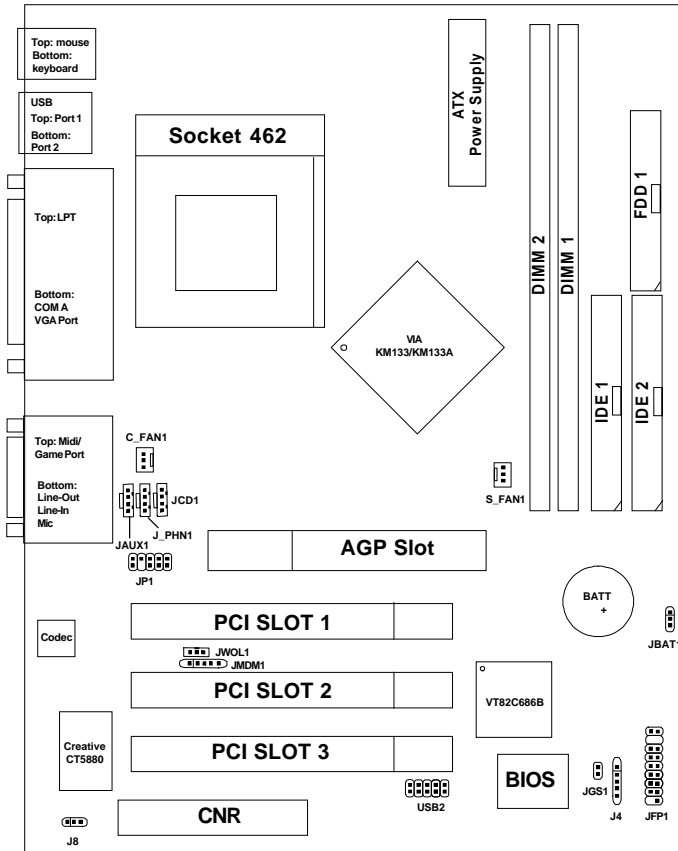 Top: mouse
Bottom:
keyboard
USB
Top: Port 1
Bottom:
Port 2
Socket 462
ATX
Power Supply
FDD 1
DIMM 2
DIMM 1
Top: LPT
Bottom:
COM A
VGA Port
VIA
KM133/KM133A
IDE 1
IDE 2
Top: Midi/
Game Port
Bottom:
Line-Out
Line-In
Mic
C_FAN1
S_FAN1
JCD1
J_PHN1
JAUX1
JP1
AGP Slot
BATT
+
JBAT1
PCI SLOT 1
Codec
JWOL1
JMDM1
PCI SLOT 2
VT82C686B
Creative
CT5880
PCI SLOT 3
BIOS
USB2
JGS1
J4
JFP1
CNR
J8